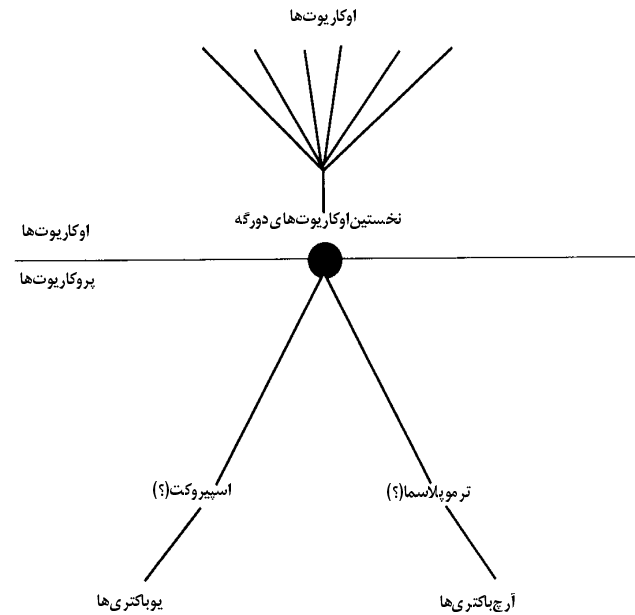 اوکاریوت‌ها
نخستین اوکاریوت‌های دورگه
اوکاریوت‌ها
پروکاریوت‌ها
ترموپلاسما(؟)
اسپیروکت(؟)
آرچ‌باکتری‌ها
یوباکتری‌ها